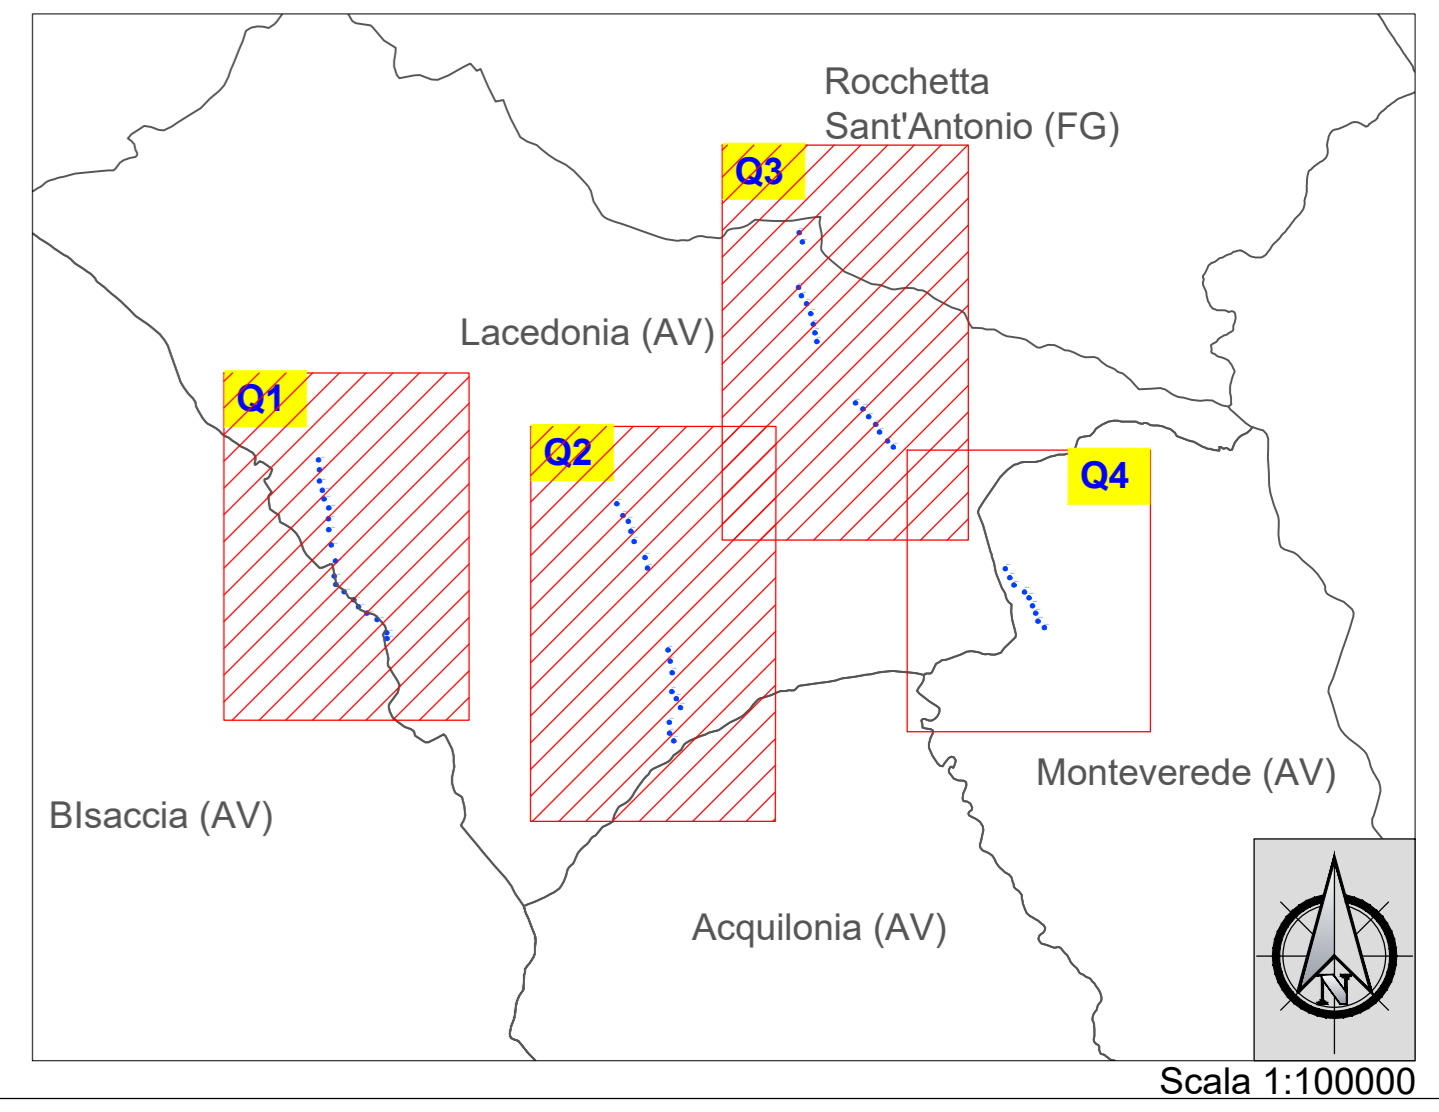 Rocchetta
Sant'Antonio (FG)
Q3
Lacedonia (AV)
Q1
Q2
Q4
Monteverede (AV)
BIsaccia (AV)
Acquilonia (AV)
N
Scala 1:100000